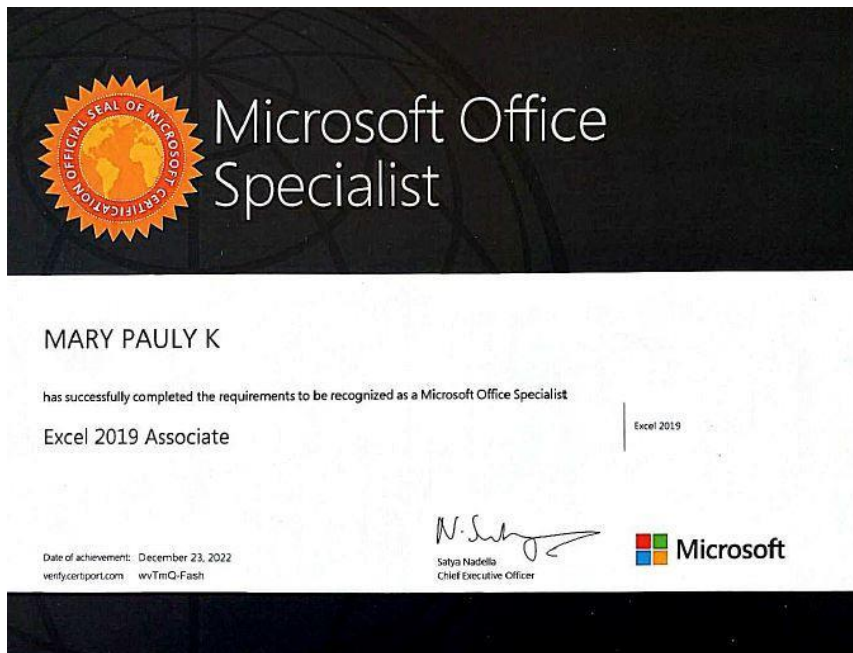 OFFICIAL SEAL OF MICROSOFT CERTIFICATION
Microsoft Office
Specialist
MARY PAULY K
has successfully completed the requirements to be recognized as a Microsoft Office Specialist
Excel 2019 Associate
Excel 2019
Date of achievement: December 23, 2022
verify.certiport.com wvTmQ-Fash
N. Sat
Satya Nadella
Chief Executive Officer
Microsoft